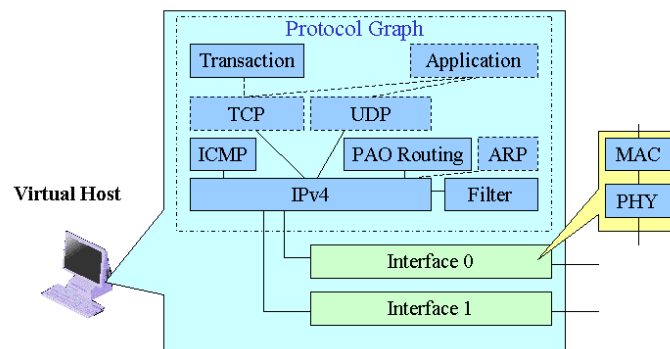 Protocol Graph
Transaction
Application
TCP
UDP
ICMP
PAO Routing
ARP
MAC
IPv4
Filter
PHY
Virtual Host
Interface 0
Interface 1